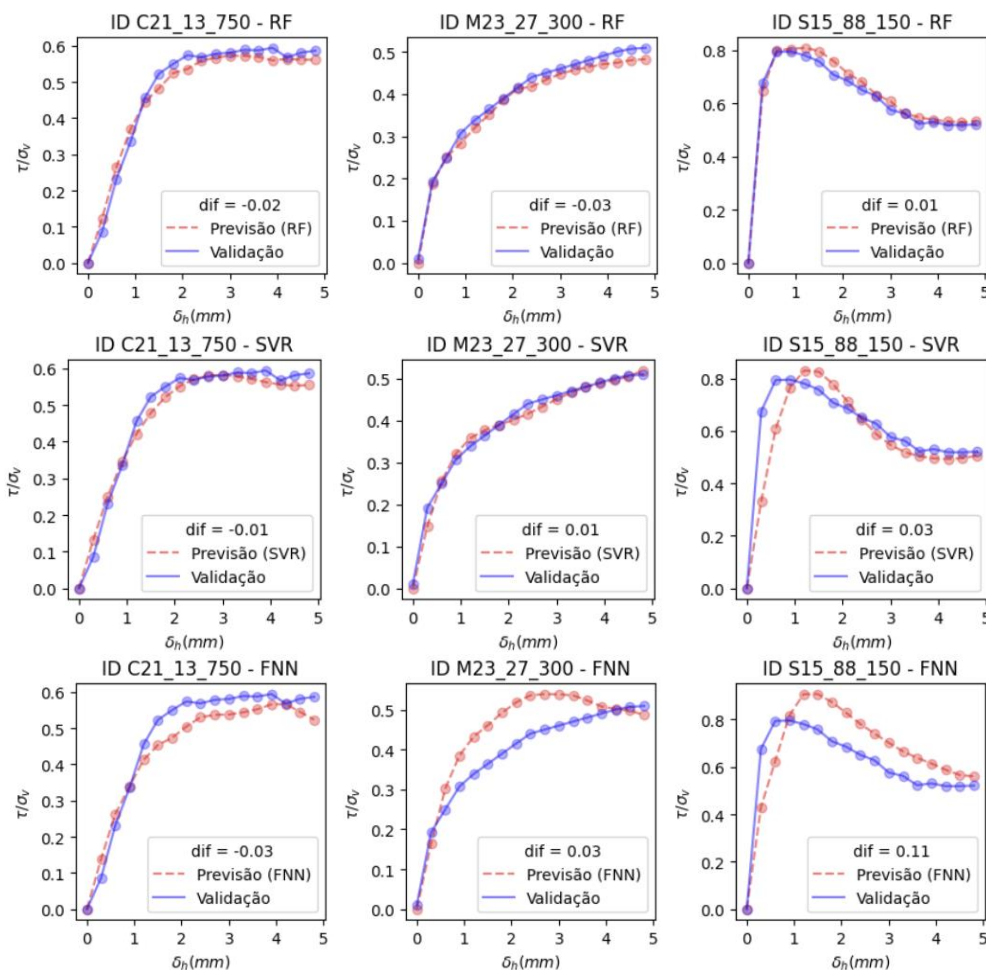 ID C21_13_750 - RF
τ/σᵥ
0.6
0.5
0.4
0.3
0.2
0.1
0.0
dif = -0.02
Previsão (RF)
Validação
0 1 2 3 4 5
δₕ(mm)
ID M23_27_300 - RF
τ/σᵥ
0.5
0.4
0.3
0.2
0.1
0.0
dif = -0.03
Previsão (RF)
Validação
0 1 2 3 4 5
δₕ(mm)
ID S15_88_150 - RF
τ/σᵥ
0.8
0.6
0.4
0.2
0.0
dif = 0.01
Previsão (RF)
Validação
0 1 2 3 4 5
δₕ(mm)
ID C21_13_750 - SVR
τ/σᵥ
0.6
0.5
0.4
0.3
0.2
0.1
0.0
dif = -0.01
Previsão (SVR)
Validação
0 1 2 3 4 5
δₕ(mm)
ID M23_27_300 - SVR
τ/σᵥ
0.5
0.4
0.3
0.2
0.1
0.0
dif = 0.01
Previsão (SVR)
Validação
0 1 2 3 4 5
δₕ(mm)
ID S15_88_150 - SVR
τ/σᵥ
0.8
0.6
0.4
0.2
0.0
dif = 0.03
Previsão (SVR)
Validação
0 1 2 3 4 5
δₕ(mm)
ID C21_13_750 - FNN
τ/σᵥ
0.6
0.5
0.4
0.3
0.2
0.1
0.0
dif = -0.03
Previsão (FNN)
Validação
0 1 2 3 4 5
δₕ(mm)
ID M23_27_300 - FNN
τ/σᵥ
0.5
0.4
0.3
0.2
0.1
0.0
dif = 0.03
Previsão (FNN)
Validação
0 1 2 3 4 5
δₕ(mm)
ID S15_88_150 - FNN
τ/σᵥ
0.8
0.6
0.4
0.2
0.0
dif = 0.11
Previsão (FNN)
Validação
0 1 2 3 4 5
δₕ(mm)